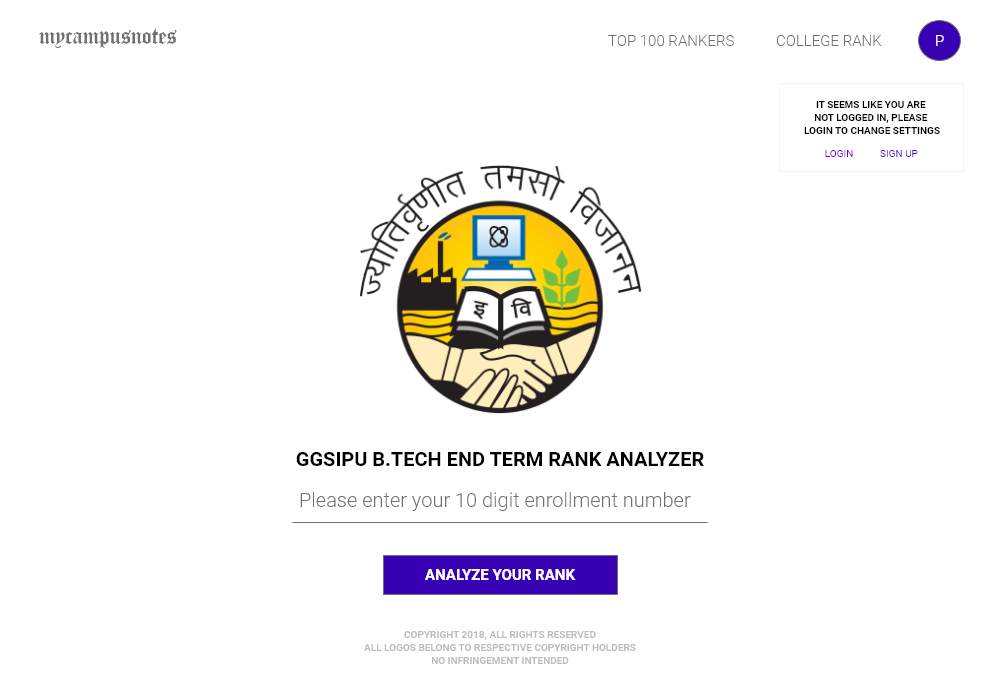 mycampusnotes
TOP 100 RANKERS
COLLEGE RANK
P
IT SEEMS LIKE YOU ARE
NOT LOGGED IN, PLEASE
LOGIN TO CHANGE SETTINGS
LOGIN
SIGN UP
ज्योतिर्वृणीत तमसो विजानन
इ वि
GGSIPU B.TECH END TERM RANK ANALYZER
Please enter your 10 digit enrollment number
ANALYZE YOUR RANK
COPYRIGHT 2018, ALL RIGHTS RESERVED
ALL LOGOS BELONG TO RESPECTIVE COPYRIGHT HOLDERS
NO INFRINGEMENT INTENDED